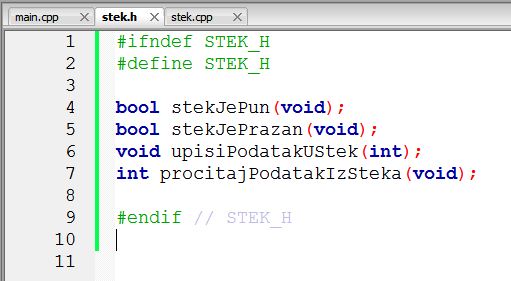 main.cpp stek.h stek.cpp
1 #ifndef STEK_H
2 #define STEK_H
3
4 bool stekJePun(void);
5 bool stekJePrazan(void);
6 void upisiPodatakUStek(int);
7 int procitajPodatakIzSteka(void);
8
9 #endif // STEK_H
10
11